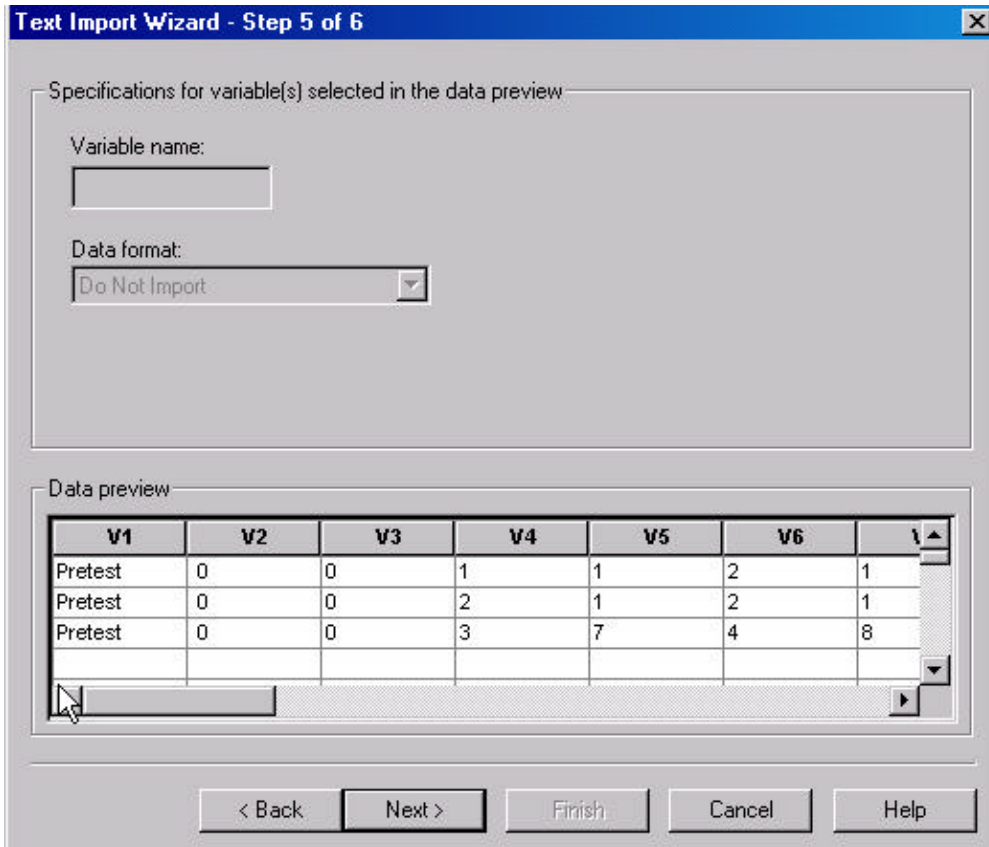 Text Import Wizard - Step 5 of 6
Specifications for variable(s) selected in the data preview
Variable name:
Data format:
Do Not Import
Data preview
V1 V2 V3 V4 V5 V6
Pretest 0 0 1 1 2 1
Pretest 0 0 2 1 2 1
Pretest 0 0 3 7 4 8
< Back Next > Finish Cancel Help